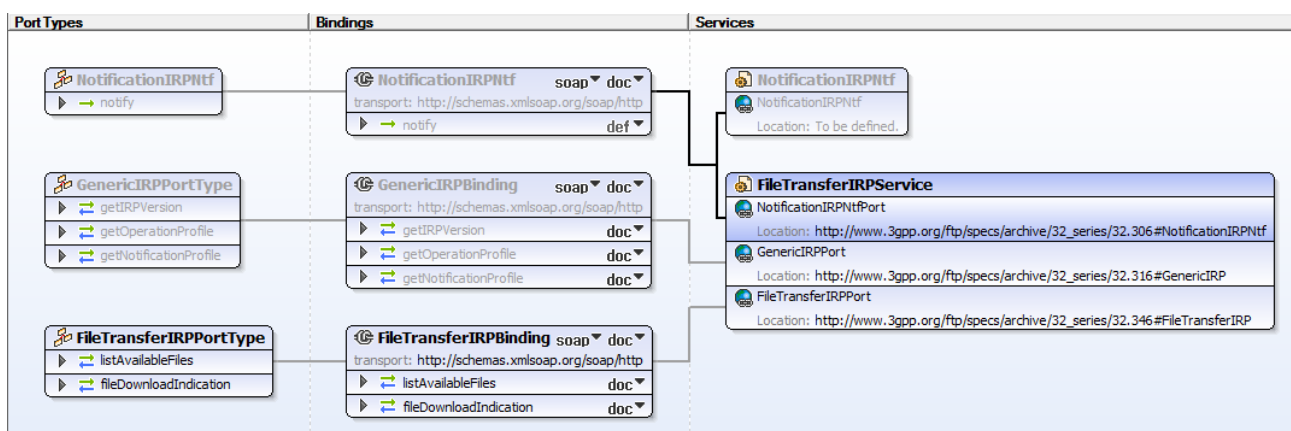 Port Types
Bindings
Services
NotificationIRPNtf
notify
NotificationIRPNtf soap doc
transport: http://schemas.xmlsoap.org/soap/http
notify def
NotificationIRPNtf
NotificationIRPNtf
Location: To be defined.
GenericIRPPortType
getIRPVersion
getOperationProfile
getNotificationProfile
GenericIRPBinding soap doc
transport: http://schemas.xmlsoap.org/soap/http
getIRPVersion doc
getOperationProfile doc
getNotificationProfile doc
FileTransferIRPService
NotificationIRPNtfPort
Location: http://www.3gpp.org/ftp/specs/archive/32_series/32.306#NotificationIRPNtf
GenericIRPPort
Location: http://www.3gpp.org/ftp/specs/archive/32_series/32.316#GenericIRP
FileTransferIRPPort
Location: http://www.3gpp.org/ftp/specs/archive/32_series/32.346#FileTransferIRP
FileTransferIRPPortType
listAvailableFiles
fileDownloadIndication
FileTransferIRPBinding soap doc
transport: http://schemas.xmlsoap.org/soap/http
listAvailableFiles doc
fileDownloadIndication doc